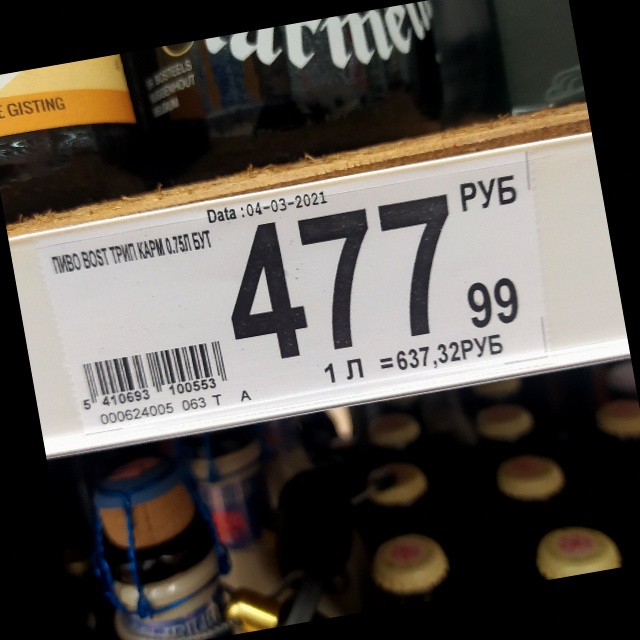 armel
E GISTING
Data :04-03-2021
ПИВО BOST ТРИП КАРМ 0.75Л БУТ
477 99 РУБ
1 Л =637,32РУБ
5 410693 100553
000624005 063 Т А